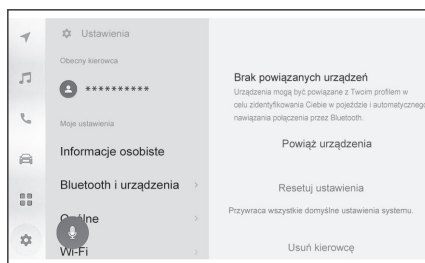 Ustawienia
Obecny kierowca
**********
Moje ustawienia
Informacje osobiste
Bluetooth i urządzenia
Wi-Fi
Brak powiązanych urządzeń
Urządzenia mogą być powiązane z Twoim profilem w
celu zidentyfikowania Ciebie w pojeździe i automatycznego
nawiązania połączenia przez Bluetooth.
Powiąż urządzenia
Resetuj ustawienia
Przywraca wszystkie domyślne ustawienia systemu.
Usuń kierowcę